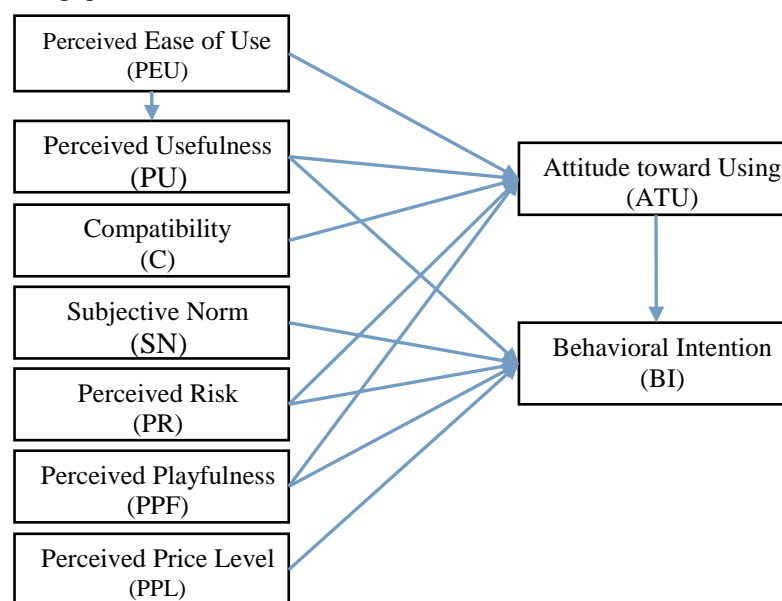 Perceived Ease of Use
(PEU)
Perceived Usefulness
(PU)
Compatibility
(C)
Subjective Norm
(SN)
Perceived Risk
(PR)
Perceived Playfulness
(PPF)
Perceived Price Level
(PPL)
Attitude toward Using
(ATU)
Behavioral Intention
(BI)